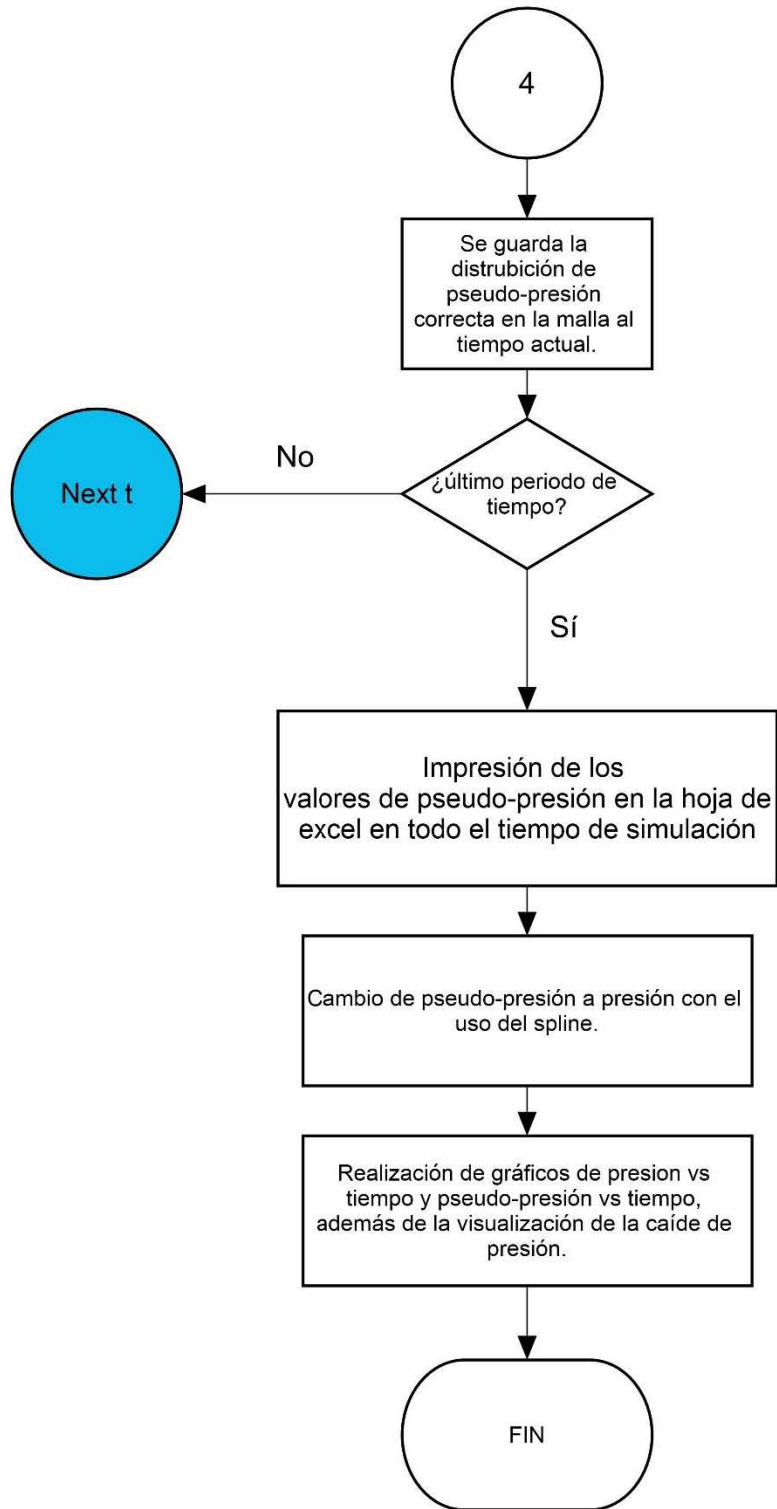 4
Se guarda la
distrubición de
pseudo-presión
correcta en la malla al
tiempo actual.
¿último periodo de
tiempo?
No
Next t
Sí
Impresión de los
valores de pseudo-presión en la hoja de
excel en todo el tiempo de simulación
Cambio de pseudo-presión a presión con el
uso del spline.
Realización de gráficos de presion vs
tiempo y pseudo-presión vs tiempo,
además de la visualización de la caíde de
presión.
FIN